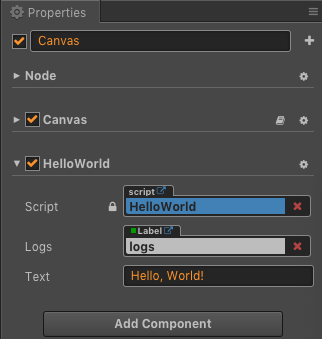 Properties
Canvas
Node
Canvas
HelloWorld
script
Script HelloWorld
Label
Logs logs
Text Hello, World!
Add Component